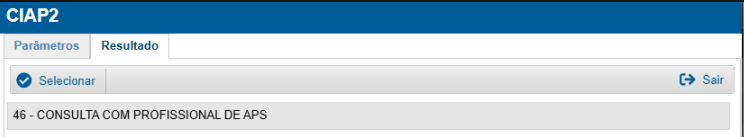 CIAP2
Parâmetros Resultado
Selecionar Sair
46 - CONSULTA COM PROFISSIONAL DE APS